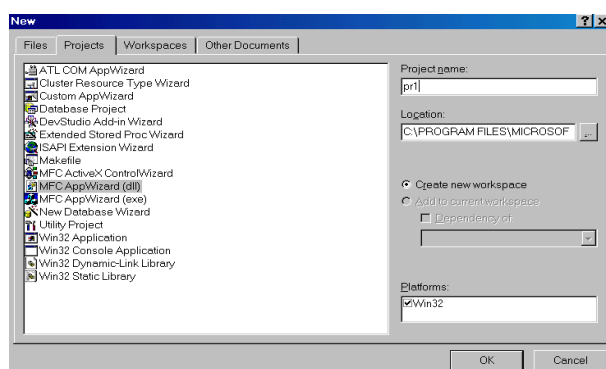 New
Files Projects Workspaces Other Documents
ATL COM AppWizard
Cluster Resource Type Wizard
Custom AppWizard
Database Project
DevStudio Add-in Wizard
Extended Stored Proc Wizard
ISAPI Extension Wizard
Makefile
MFC ActiveX ControlWizard
MFC AppWizard (dll)
MFC AppWizard (exe)
New Database Wizard
Utility Project
Win32 Application
Win32 Console Application
Win32 Dynamic-Link Library
Win32 Static Library
Project name:
pr1
Location:
C:\PROGRAM FILES\MICROSOF
...
Create new workspace
Add to current workspace
Dependency of:
Platforms:
Win32
OK Cancel